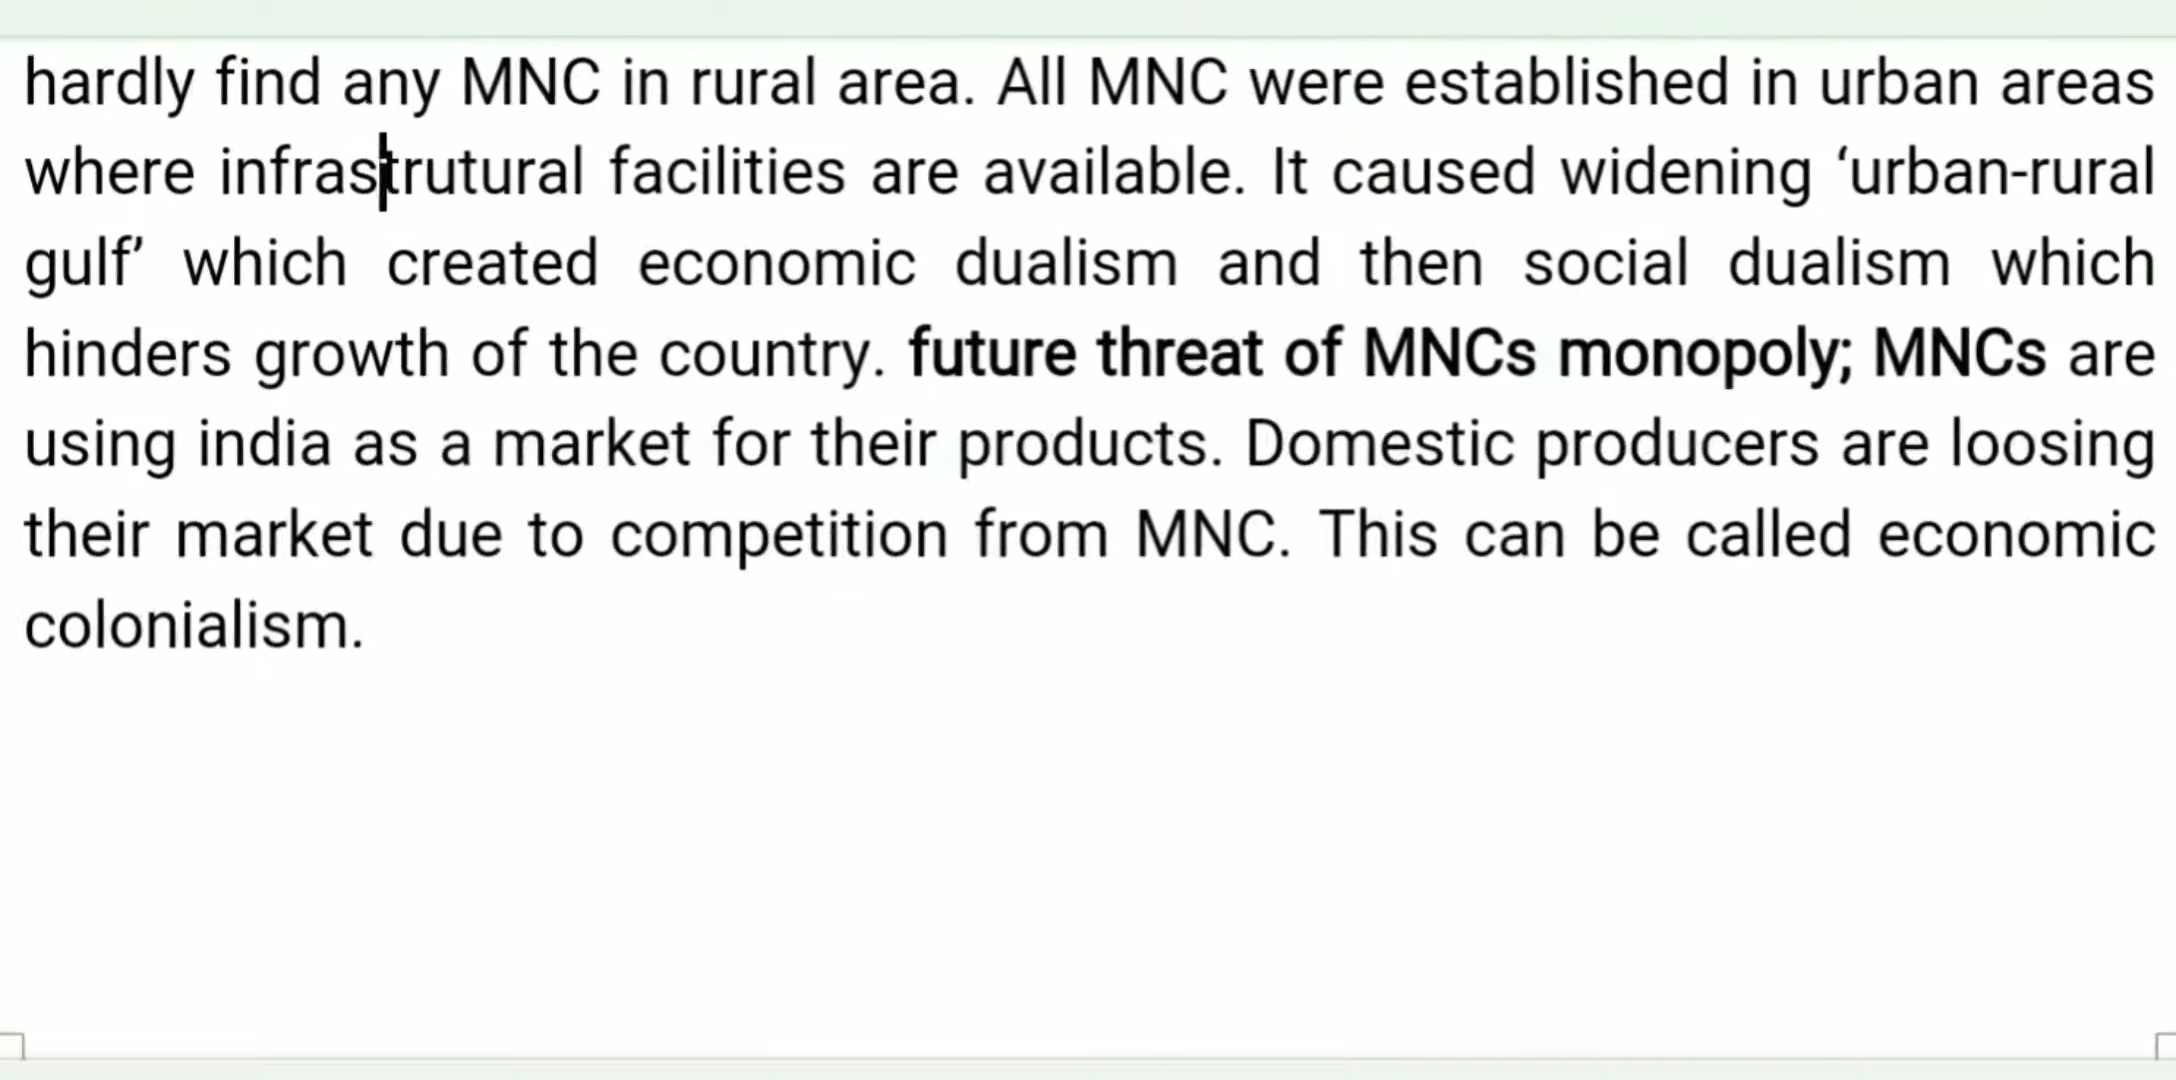 hardly find any MNC in rural area. All MNC were established in urban areas
where infrastrutural facilities are available. It caused widening ‘urban-rural
gulf’ which created economic dualism and then social dualism which
hinders growth of the country. future threat of MNCs monopoly; MNCs are
using india as a market for their products. Domestic producers are loosing
their market due to competition from MNC. This can be called economic
colonialism.